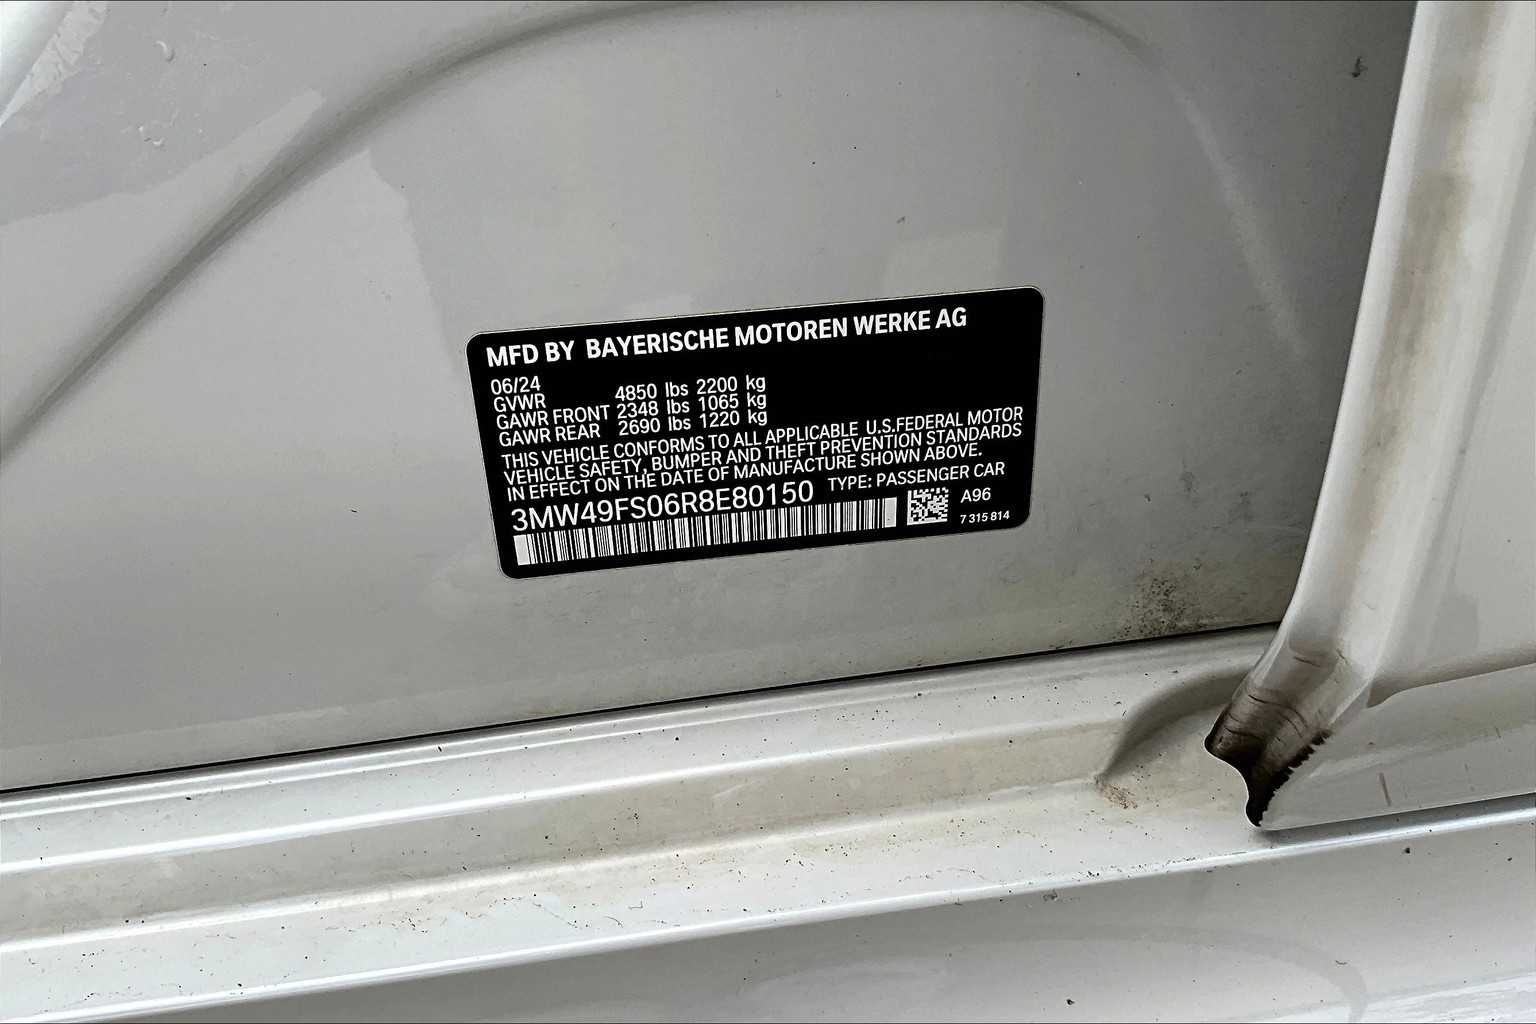 MFD BY BAYERISCHE MOTOREN WERKE AG
06/24
GVWR 4850 lbs 2200 kg
GAWR FRONT 2348 lbs 1065 kg
GAWR REAR 2690 lbs 1220 kg
THIS VEHICLE CONFORMS TO ALL APPLICABLE U.S.FEDERAL MOTOR
VEHICLE SAFETY, BUMPER AND THEFT PREVENTION STANDARDS
IN EFFECT ON THE DATE OF MANUFACTURE SHOWN ABOVE.
3MW49FS06R8E80150 TYPE: PASSENGER CAR
A96
7 315 814